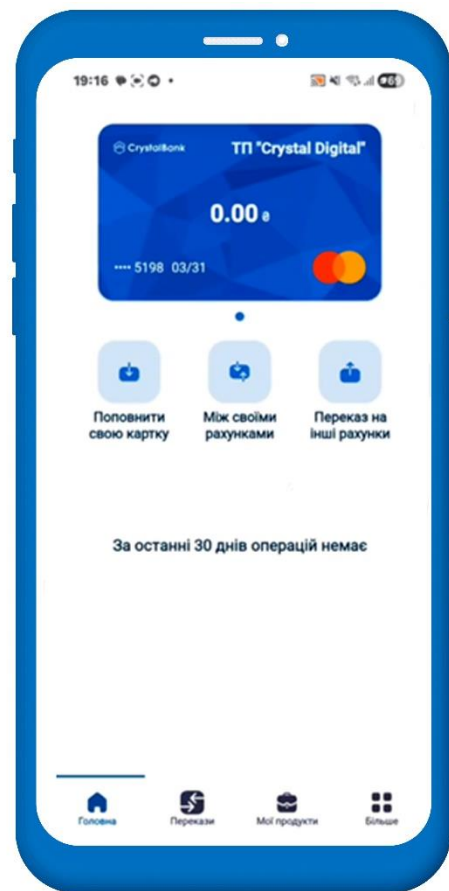 19:16
CrystalBank
ТП "Crystal Digital"
0.00 ₴
•••• 5198 03/31
Поповнити
свою картку
Між своїми
рахунками
Переказ на
інші рахунки
За останні 30 днів операцій немає
Головна
Перекази
Мої продукти
Більше